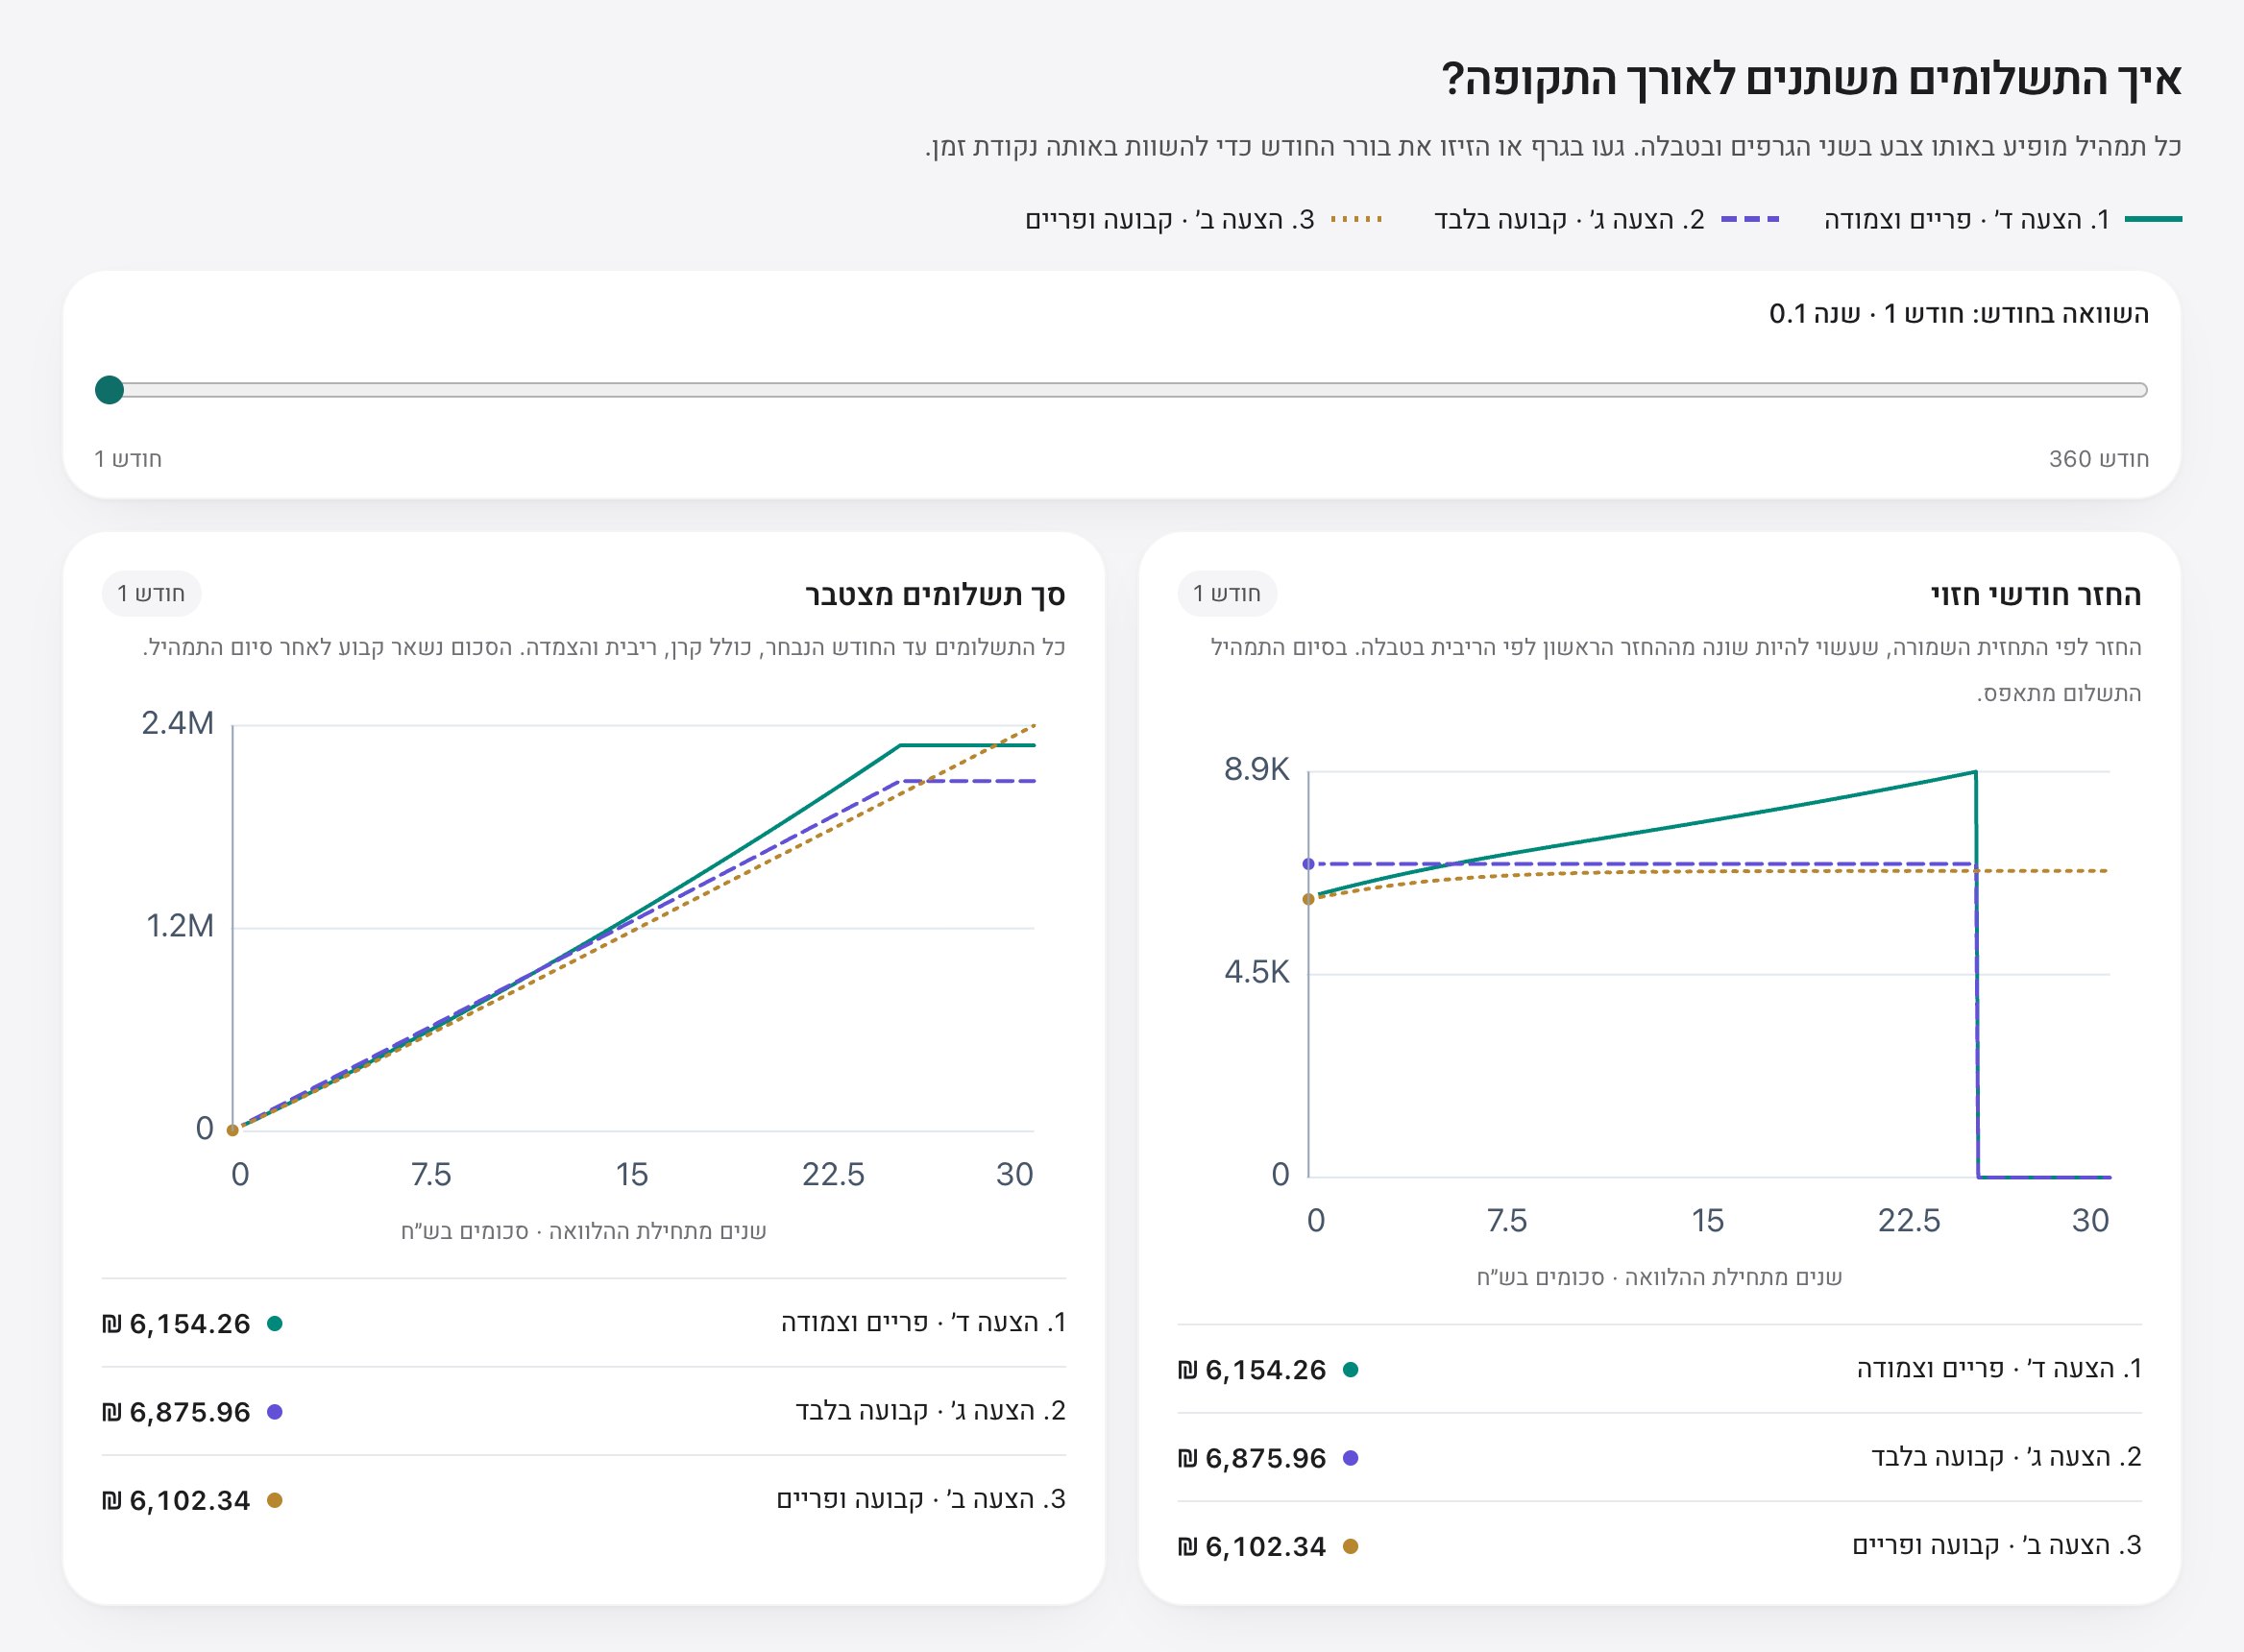 איך התשלומים משתנים לאורך התקופה?
כל תמהיל מופיע באותו צבע בשני הגרפים ובטבלה. געו בגרף או הזיזו את בורר החודש כדי להשוות באותה נקודת זמן.
1. הצעה ד׳ · פריים וצמודה
2. הצעה ג׳ · קבועה בלבד
3. הצעה ב׳ · קבועה ופריים
השוואה בחודש: חודש 1 · שנה 0.1
חודש 360
חודש 1
החזר חודשי חזוי
חודש 1
החזר לפי התחזית השמורה, שעשוי להיות שונה מההחזר הראשון לפי הריבית בטבלה. בסיום התמהיל
התשלום מתאפס.
8.9K
4.5K
0
0 7.5 15 22.5 30
שנים מתחילת ההלוואה · סכומים בש״ח
1. הצעה ד׳ · פריים וצמודה 6,154.26 ₪
2. הצעה ג׳ · קבועה בלבד 6,875.96 ₪
3. הצעה ב׳ · קבועה ופריים 6,102.34 ₪
סך תשלומים מצטבר
חודש 1
כל התשלומים עד החודש הנבחר, כולל קרן, ריבית והצמדה. הסכום נשאר קבוע לאחר סיום התמהיל.
2.4M
1.2M
0
0 7.5 15 22.5 30
שנים מתחילת ההלוואה · סכומים בש״ח
1. הצעה ד׳ · פריים וצמודה 6,154.26 ₪
2. הצעה ג׳ · קבועה בלבד 6,875.96 ₪
3. הצעה ב׳ · קבועה ופריים 6,102.34 ₪